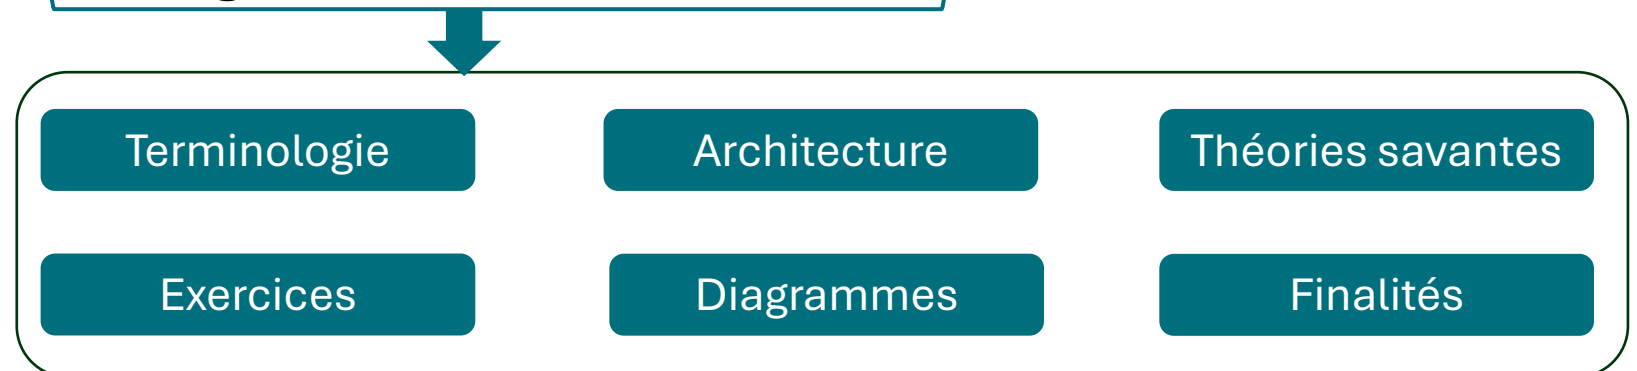 Terminologie
Architecture
Théories savantes
Exercices
Diagrammes
Finalités